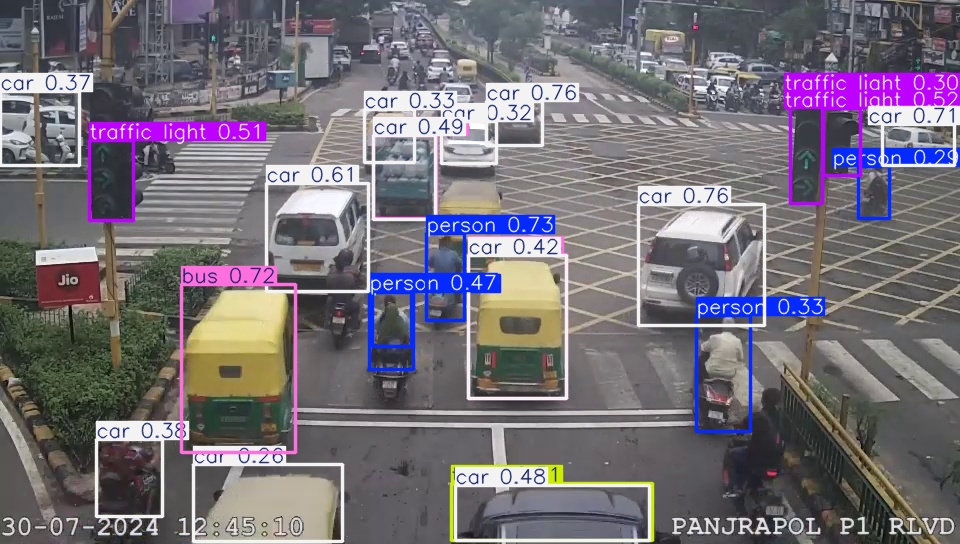 car 0.37
traffic light 0.51
car 0.33
car 0.49
car 0.32
car 0.76
traffic light 0.30
traffic light 0.52
car 0.71
person 0.29
car 0.61
car 0.76
person 0.73
car 0.42
Jio
bus 0.72
person 0.47
person 0.33
car 0.38
car 0.26
car 0.48
30-07-2024 12:45:10
PANJRAPOL P1 RLVD